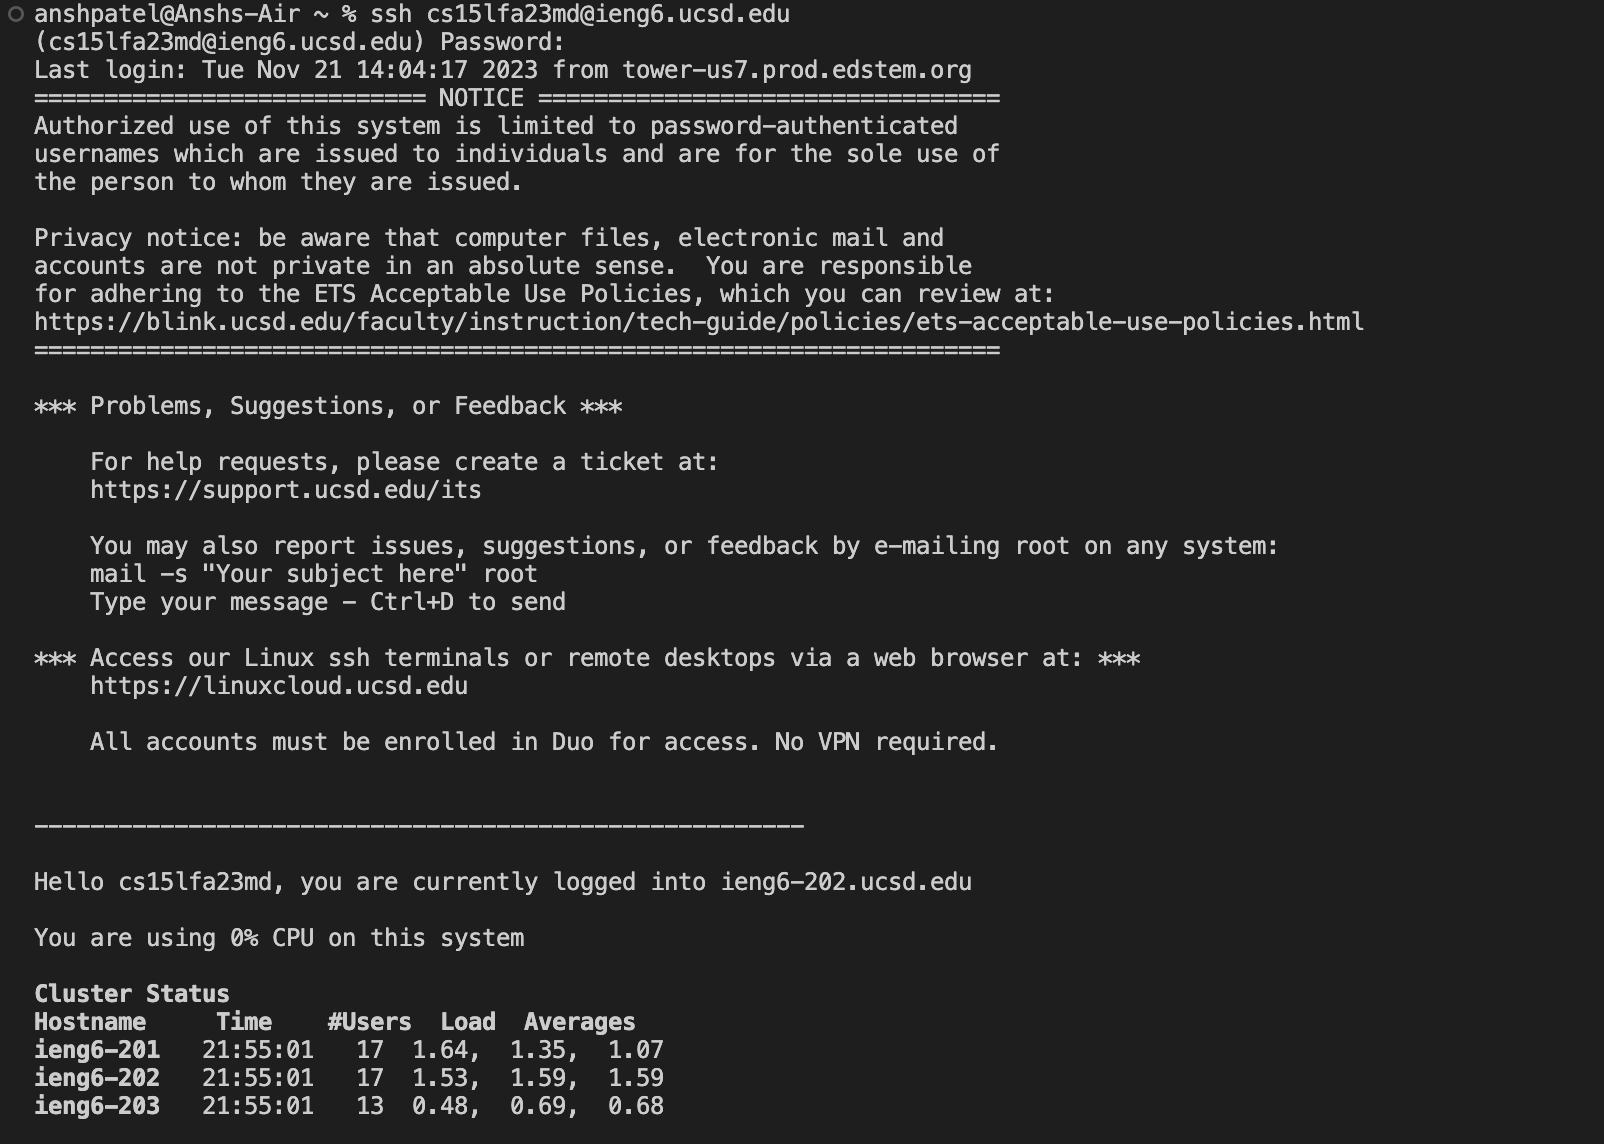 anshpatel@Anshs-Air ~ % ssh cs15lfa23md@ieng6.ucsd.edu
(cs15lfa23md@ieng6.ucsd.edu) Password:
Last login: Tue Nov 21 14:04:17 2023 from tower-us7.prod.edstem.org
============================ NOTICE =================================
Authorized use of this system is limited to password-authenticated
usernames which are issued to individuals and are for the sole use of
the person to whom they are issued.

Privacy notice: be aware that computer files, electronic mail and
accounts are not private in an absolute sense.  You are responsible
for adhering to the ETS Acceptable Use Policies, which you can review at:
https://blink.ucsd.edu/faculty/instruction/tech-guide/policies/ets-acceptable-use-policies.html
=====================================================================

*** Problems, Suggestions, or Feedback ***

    For help requests, please create a ticket at:
    https://support.ucsd.edu/its

    You may also report issues, suggestions, or feedback by e-mailing root on any system:
    mail -s "Your subject here" root
    Type your message - Ctrl+D to send

*** Access our Linux ssh terminals or remote desktops via a web browser at: ***
    https://linuxcloud.ucsd.edu

    All accounts must be enrolled in Duo for access. No VPN required.


-------------------------------------------------------

Hello cs15lfa23md, you are currently logged into ieng6-202.ucsd.edu

You are using 0% CPU on this system

Cluster Status
Hostname     Time    #Users  Load  Averages
ieng6-201   21:55:01   17  1.64,  1.35,  1.07
ieng6-202   21:55:01   17  1.53,  1.59,  1.59
ieng6-203   21:55:01   13  0.48,  0.69,  0.68